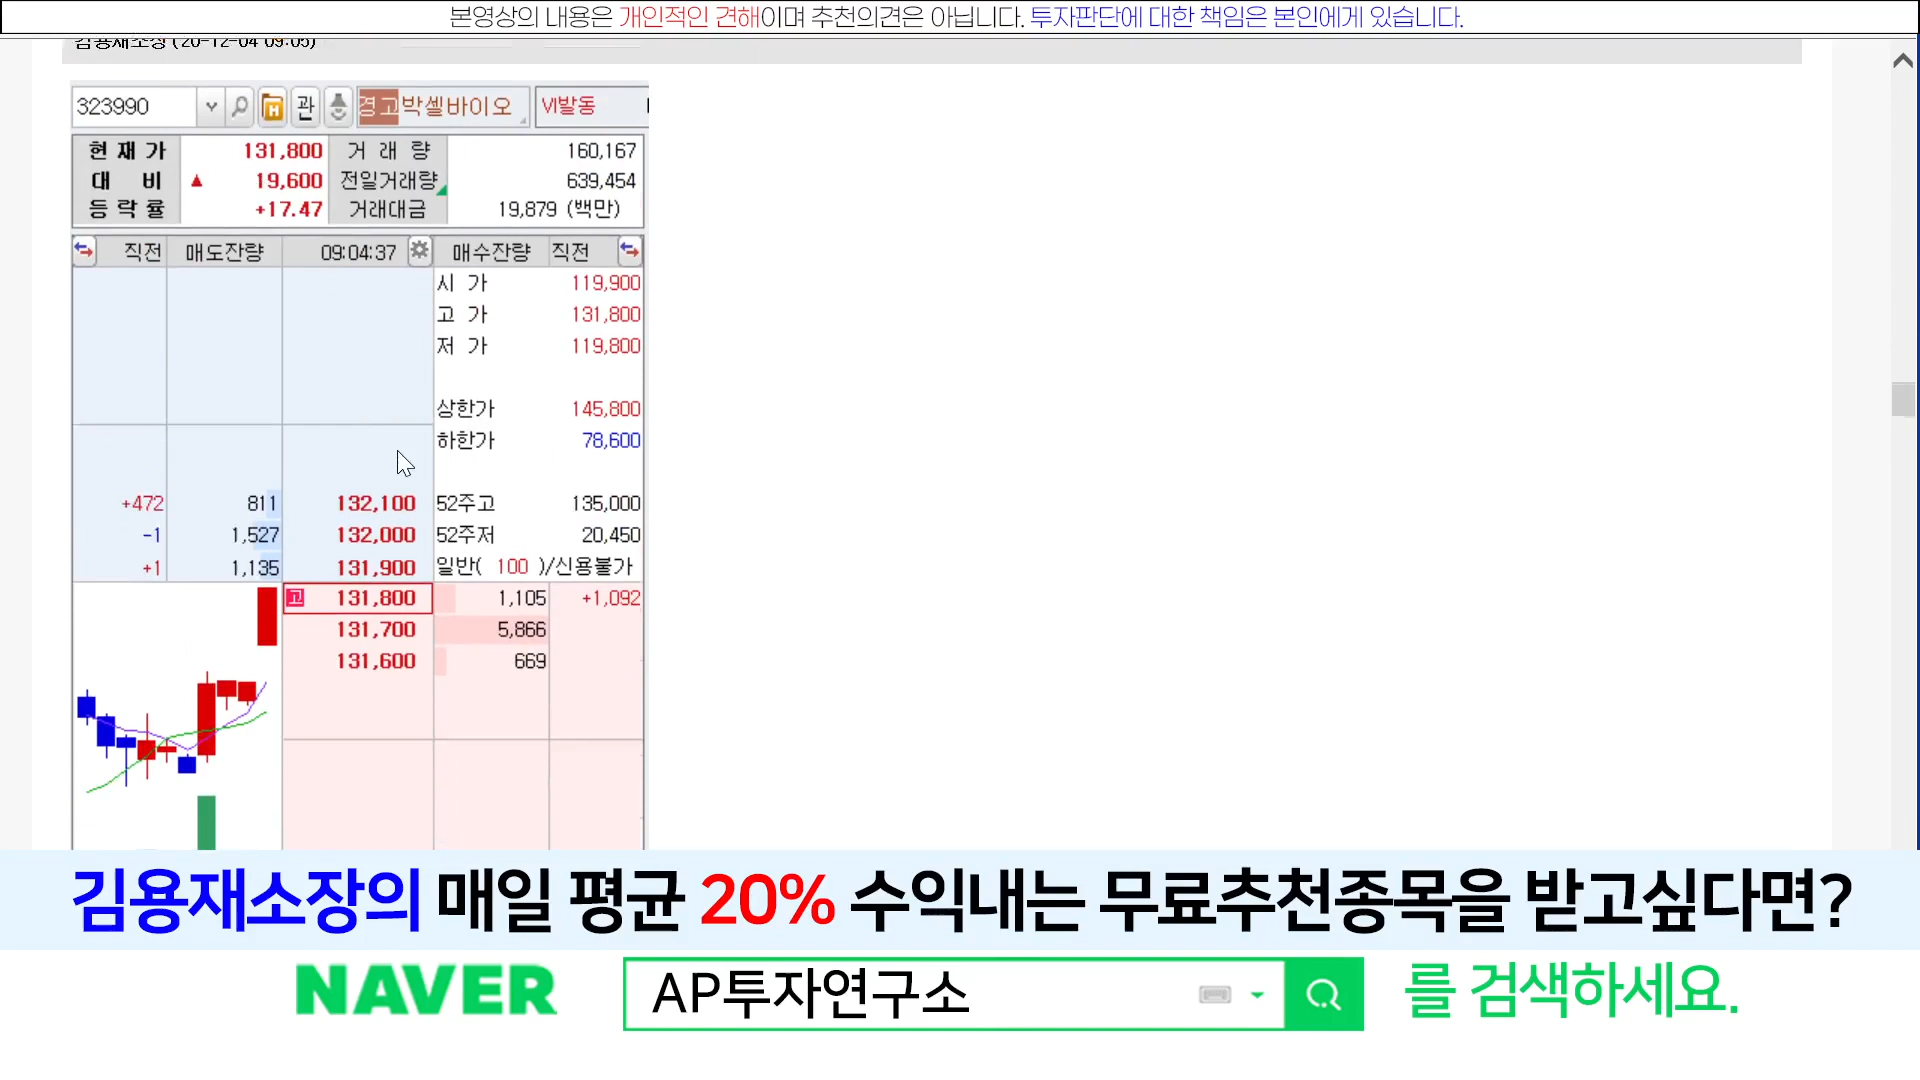 본영상의 내용은 개인적인 견해이며 추천의견은 아닙니다. 투자판단에 대한 책임은 본인에게 있습니다.
김용재소장 (20-12-04 09:05)
323990 관 경고 박셀바이오 VI발동
현재가 131,800 거래량 160,167
대비 ▲ 19,600 전일거래량 639,454
등락률 +17.47 거래대금 19,879 (백만)
직전 매도잔량 09:04:37 매수잔량 직전
시가 119,900
고가 131,800
저가 119,800
상한가 145,800
하한가 78,600
+472 811 132,100 52주고 135,000
-1 1,527 132,000 52주저 20,450
+1 1,135 131,900 일반( 100 )/신용불가
고 131,800 1,105 +1,092
131,700 5,866
131,600 669
김용재소장의 매일 평균 20% 수익내는 무료추천종목을 받고싶다면?
NAVER AP투자연구소 를 검색하세요.